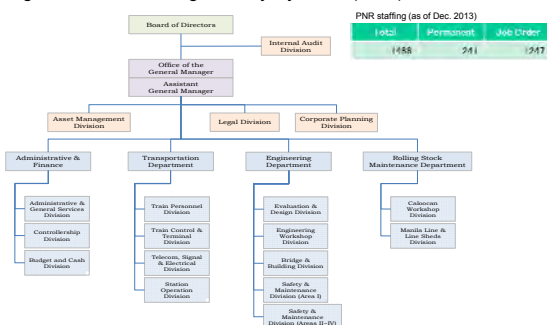 PNR staffing (as of Dec. 2013)
Total Permanent Job Order
1488 241 1247
Board of Directors
Internal Audit
Division
Office of the
General Manager
Assistant
General Manager
Asset Management
Division
Legal Division
Corporate Planning
Division
Administrative &
Finance
Transportation
Department
Engineering
Department
Rolling Stock
Maintenance Department
Administrative &
General Services
Division
Controllership
Division
Budget and Cash
Division
Train Personnel
Division
Train Control &
Terminal
Division
Telecom, Signal
& Electrical
Division
Station
Operation
Division
Evaluation &
Design Division
Engineering
Workshop
Division
Bridge &
Building Division
Safety &
Maintenance
Division (Area I)
Safety &
Maintenance
Division (Areas II–IV)
Caloocan
Workshop
Division
Manila Line &
Line Sheds
Division